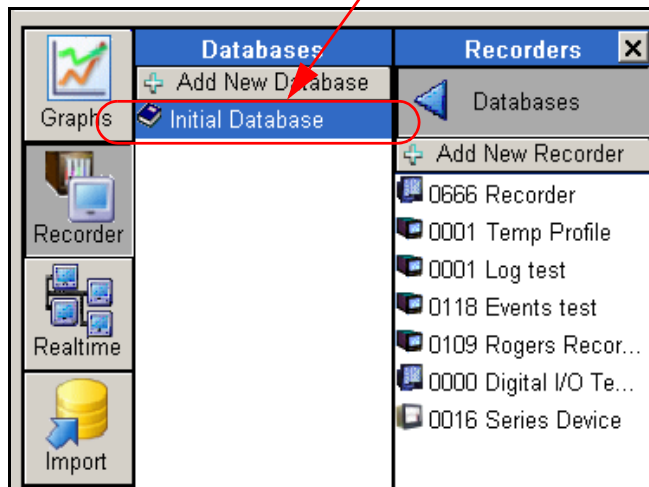 Graphs
Recorder
Realtime
Import
Databases
Add New Database
Initial Database
Recorders
Databases
Add New Recorder
0666 Recorder
0001 Temp Profile
0001 Log test
0118 Events test
0109 Rogers Recor...
0000 Digital I/O Te...
0016 Series Device